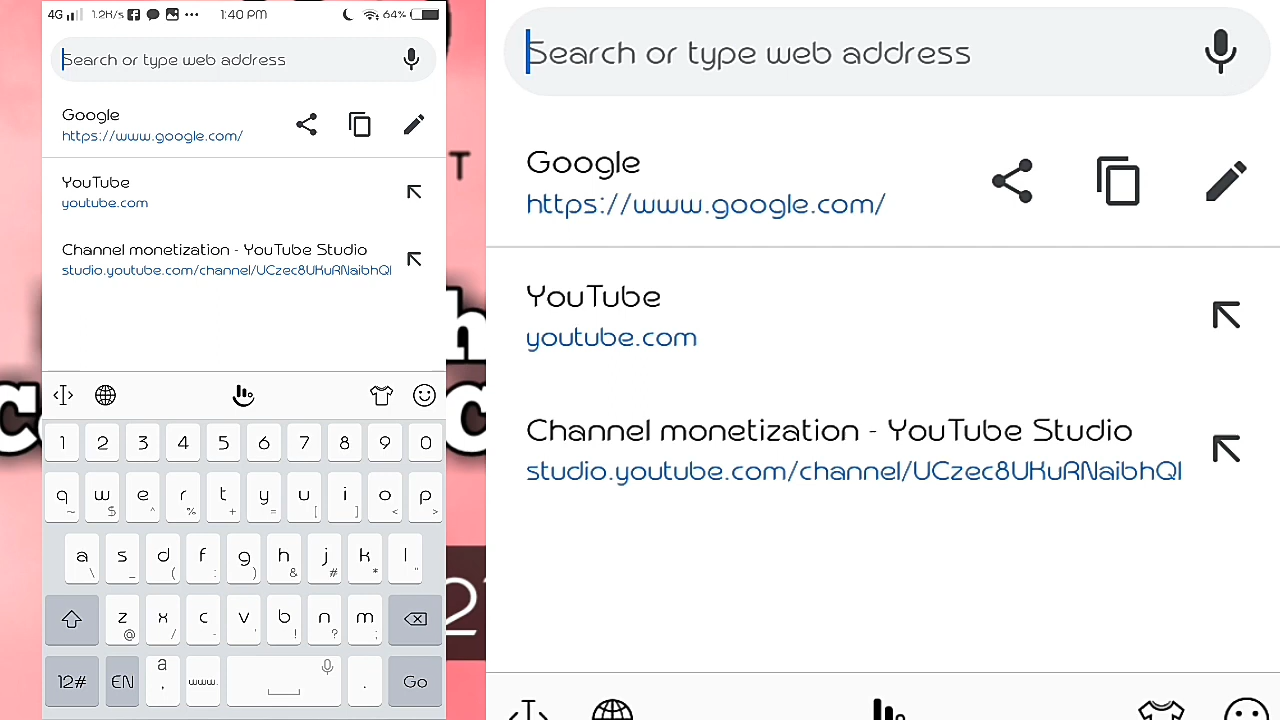 4G 1.2K/s 1:40 PM 64%
Search or type web address
Google
https://www.google.com/
YouTube
youtube.com
Channel monetization - YouTube Studio
studio.youtube.com/channel/UCzec8UKuRNaibhQI
1 2 3 4 5 6 7 8 9 0
q w e r t y u i o p
~ $ ^ % + = [ ] < >
a s d f g h j k l
\ _ ( : ) & # * "
z x c v b n m
@ / - ' ! ? ;
12# EN a , www. . Go
Search or type web address
Google
https://www.google.com/
YouTube
youtube.com
Channel monetization - YouTube Studio
studio.youtube.com/channel/UCzec8UKuRNaibhQI
T
h
c
c
2